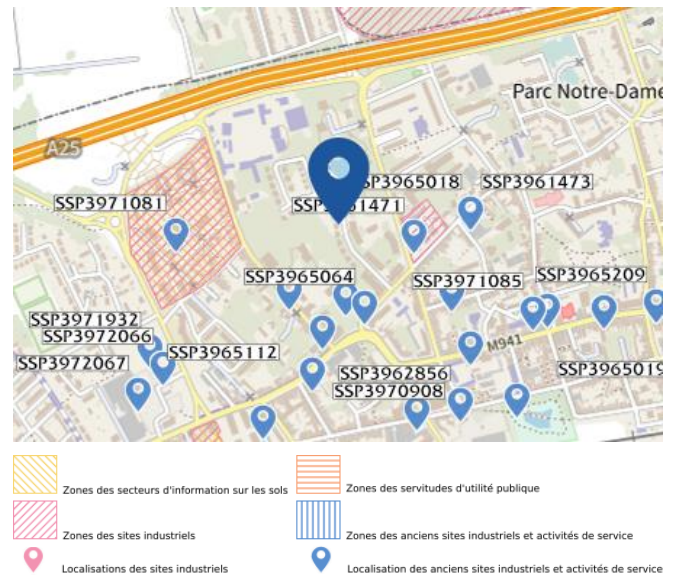 Parc Notre-Dame
A25
SSP3965018
SSP3961473
SSP3971081
SSP3961471
SSP3965064
SSP3971085
SSP3965209
SSP3971932
SSP3972066
SSP3965112
M941
SSP3972067
SSP3962856
SSP3965019
SSP3970908
Zones des secteurs d'information sur les sols
Zones des servitudes d'utilité publique
Zones des sites industriels
Zones des anciens sites industriels et activités de service
Localisations des sites industriels
Localisation des anciens sites industriels et activités de service